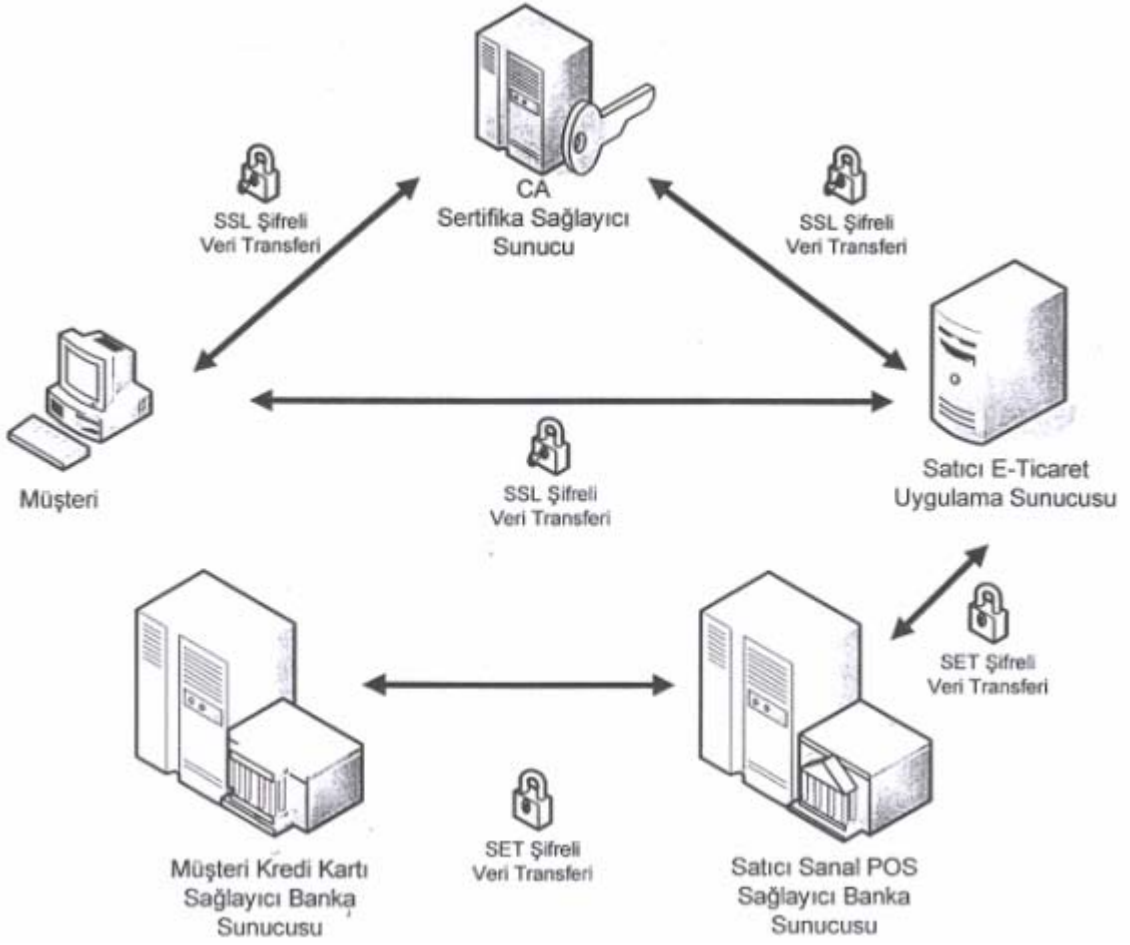 CA
Sertifika Sağlayıcı
Sunucu
SSL Şifreli
Veri Transferi
SSL Şifreli
Veri Transferi
Müşteri
SSL Şifreli
Veri Transferi
Satıcı E-Ticaret
Uygulama Sunucusu
SET Şifreli
Veri Transferi
Müşteri Kredi Kartı
Sağlayıcı Banka
Sunucusu
SET Şifreli
Veri Transferi
Satıcı Sanal POS
Sağlayıcı Banka
Sunucusu